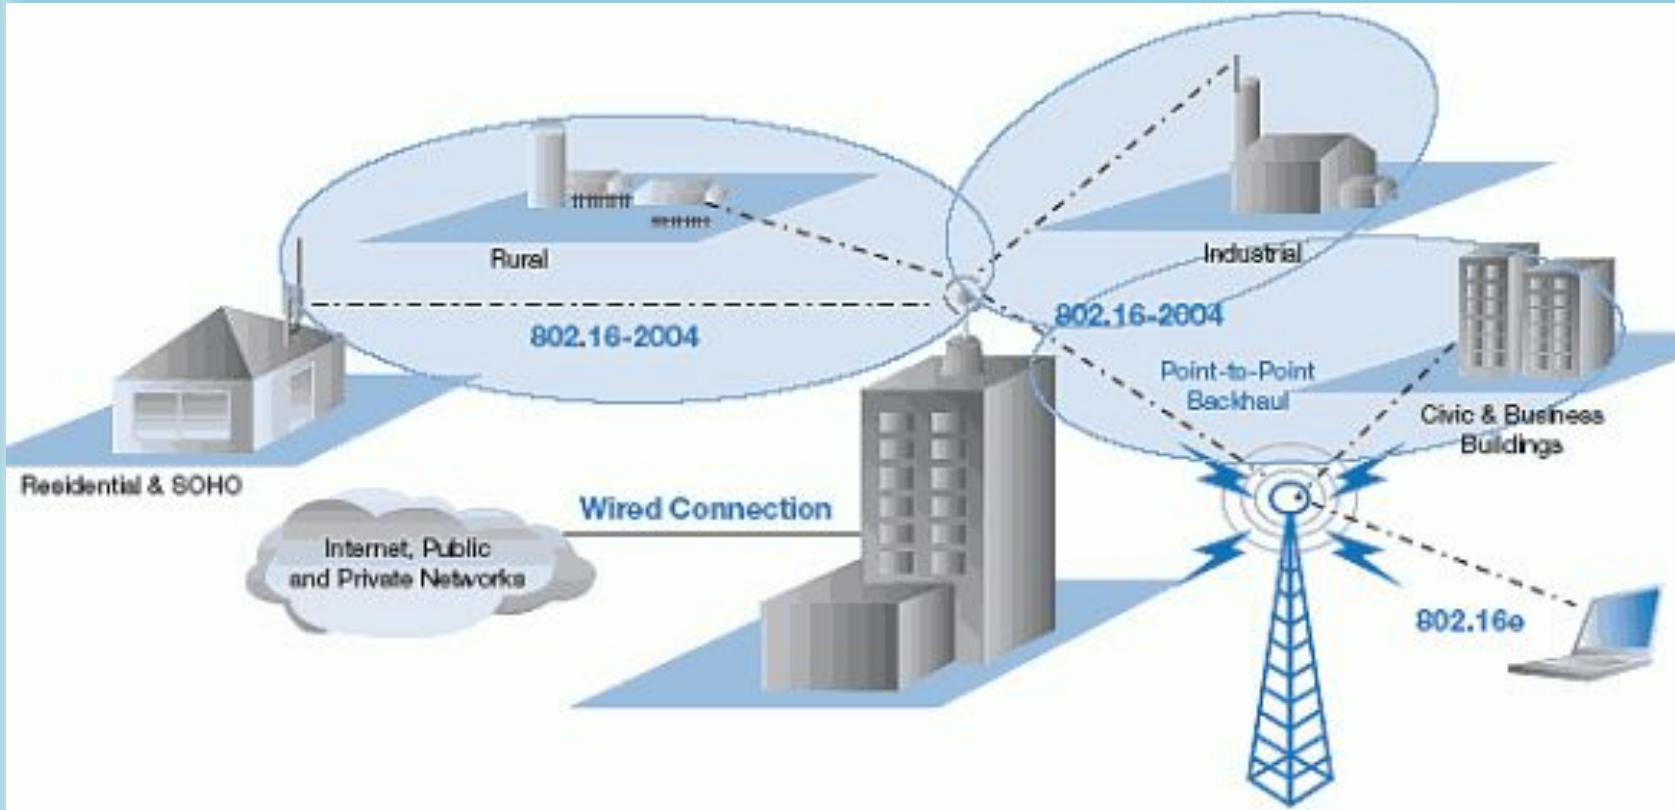 Rural
Industrial
802.16-2004
802.16-2004
Point-to-Point
Backhaul
Civic & Business
Buildings
Residential & SOHO
Wired Connection
Internet, Public
and Private Networks
802.16e